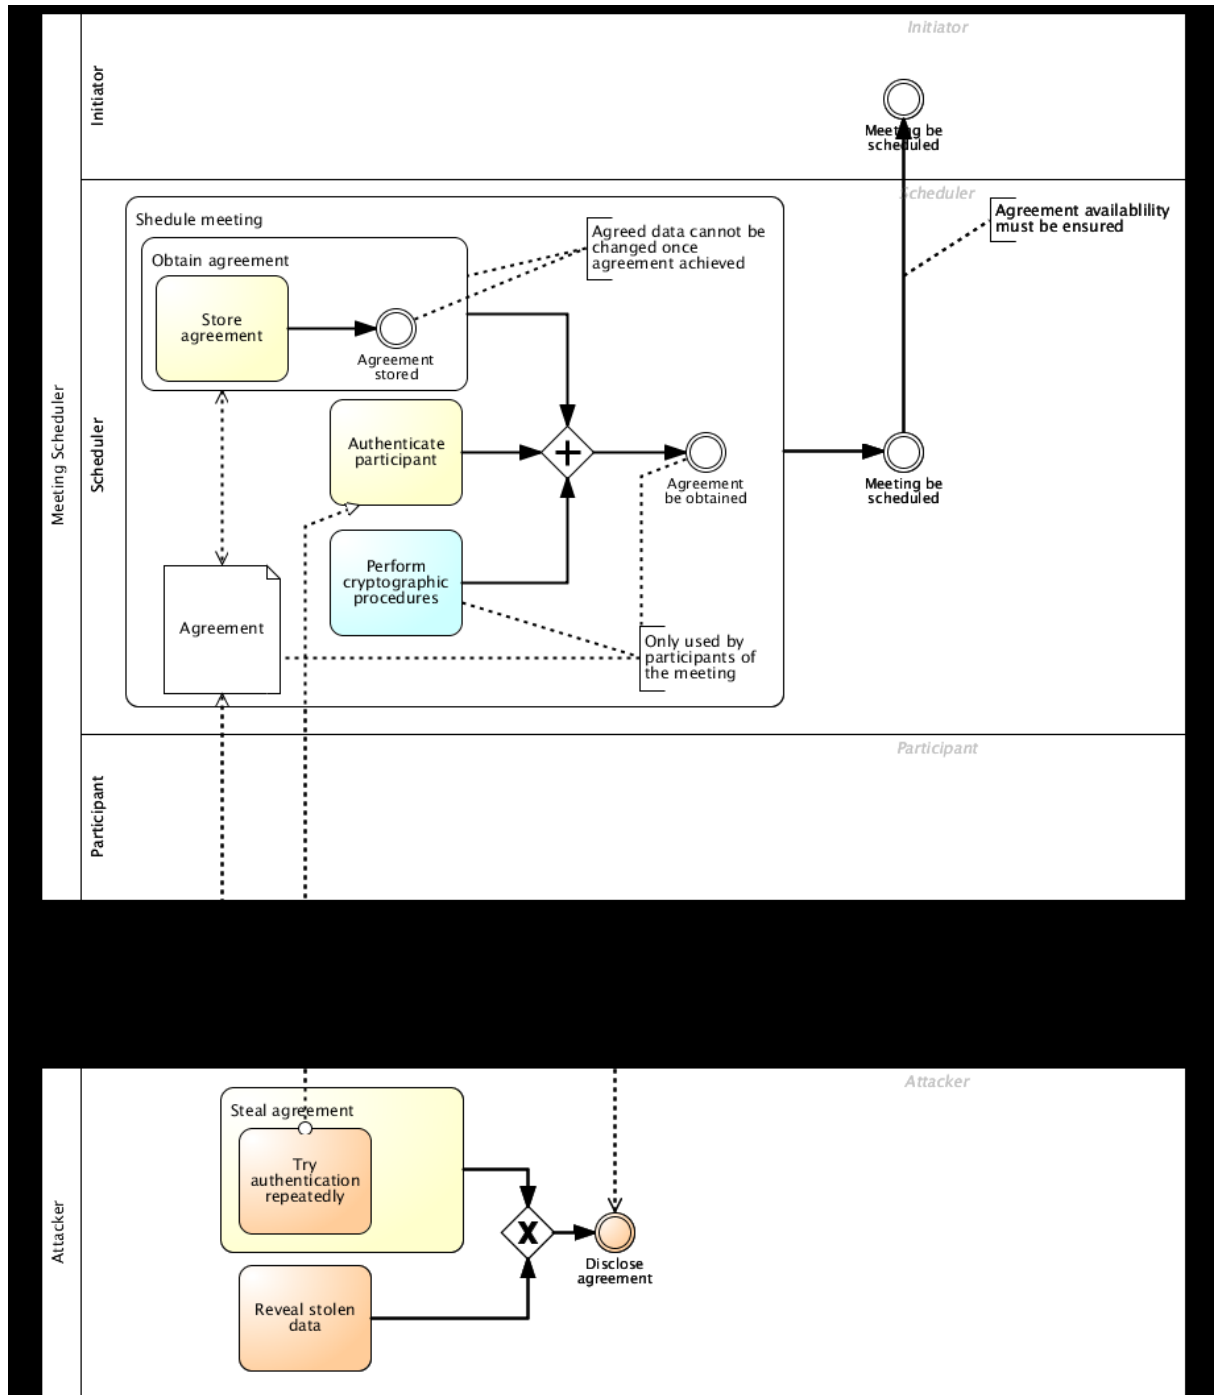 Initiator
Initiator
Meeting be
scheduled
Meeting Scheduler
Scheduler
Scheduler
Shedule meeting
Agreed data cannot be
changed once
agreement achieved
Agreement availablility
must be ensured
Obtain agreement
Store
agreement
Agreement
stored
Authenticate
participant
Agreement
be obtained
Meeting be
scheduled
Perform
cryptographic
procedures
Agreement
Only used by
participants of
the meeting
Participant
Participant
Attacker
Attacker
Steal agreement
Try
authentication
repeatedly
X
Disclose
agreement
Reveal stolen
data